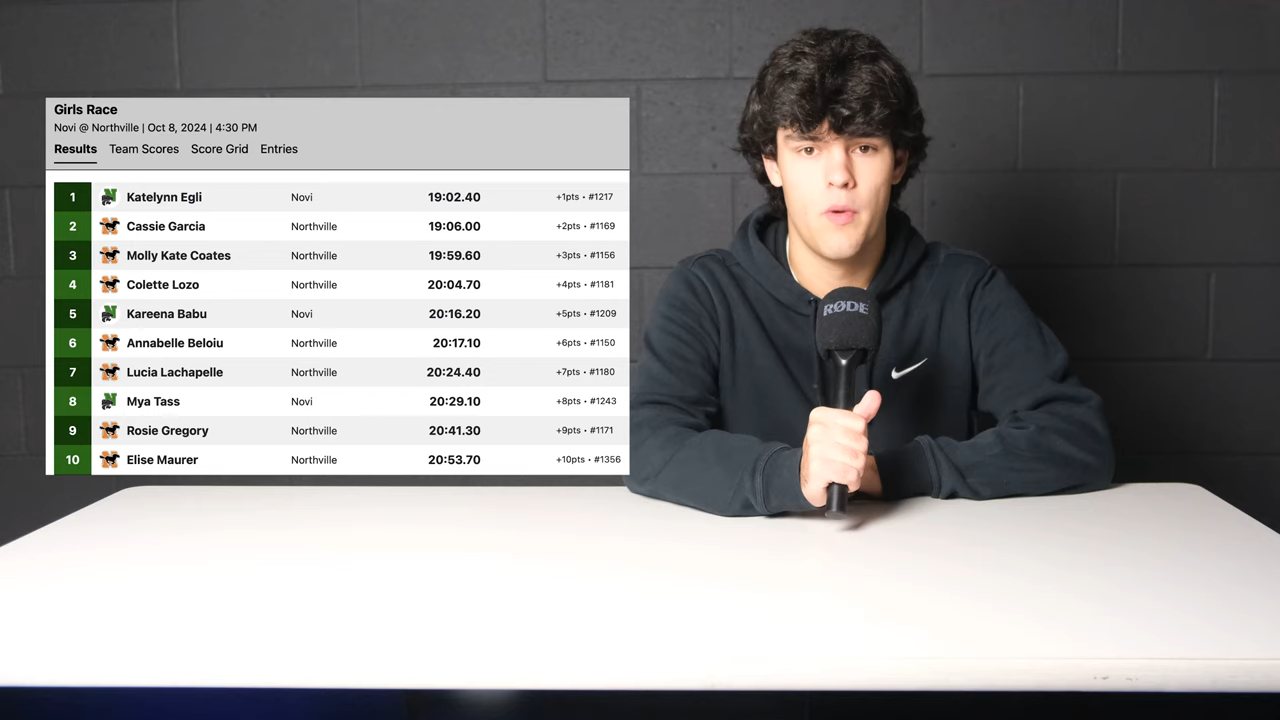 Girls Race
Novi @ Northville | Oct 8, 2024 | 4:30 PM
Results Team Scores Score Grid Entries
1 N Katelynn Egli Novi 19:02.40 +1pts • #1217
2 N Cassie Garcia Northville 19:06.00 +2pts • #1169
3 N Molly Kate Coates Northville 19:59.60 +3pts • #1156
4 N Colette Lozo Northville 20:04.70 +4pts • #1181
5 N Kareena Babu Novi 20:16.20 +5pts • #1209
6 N Annabelle Beloiu Northville 20:17.10 +6pts • #1150
7 N Lucia Lachapelle Northville 20:24.40 +7pts • #1180
8 N Mya Tass Novi 20:29.10 +8pts • #1243
9 N Rosie Gregory Northville 20:41.30 +9pts • #1171
10 N Elise Maurer Northville 20:53.70 +10pts • #1356
RØDE